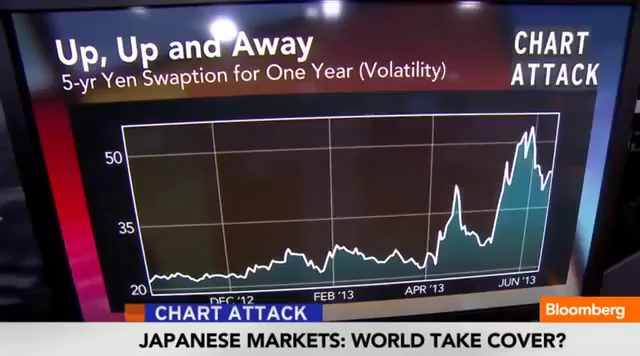 Up, Up and Away
5-yr Yen Swaption for One Year (Volatility)
CHART
ATTACK
50
35
20
DEC '12
FEB '13
APR '13
JUN '13
CHART ATTACK
Bloomberg
JAPANESE MARKETS: WORLD TAKE COVER?